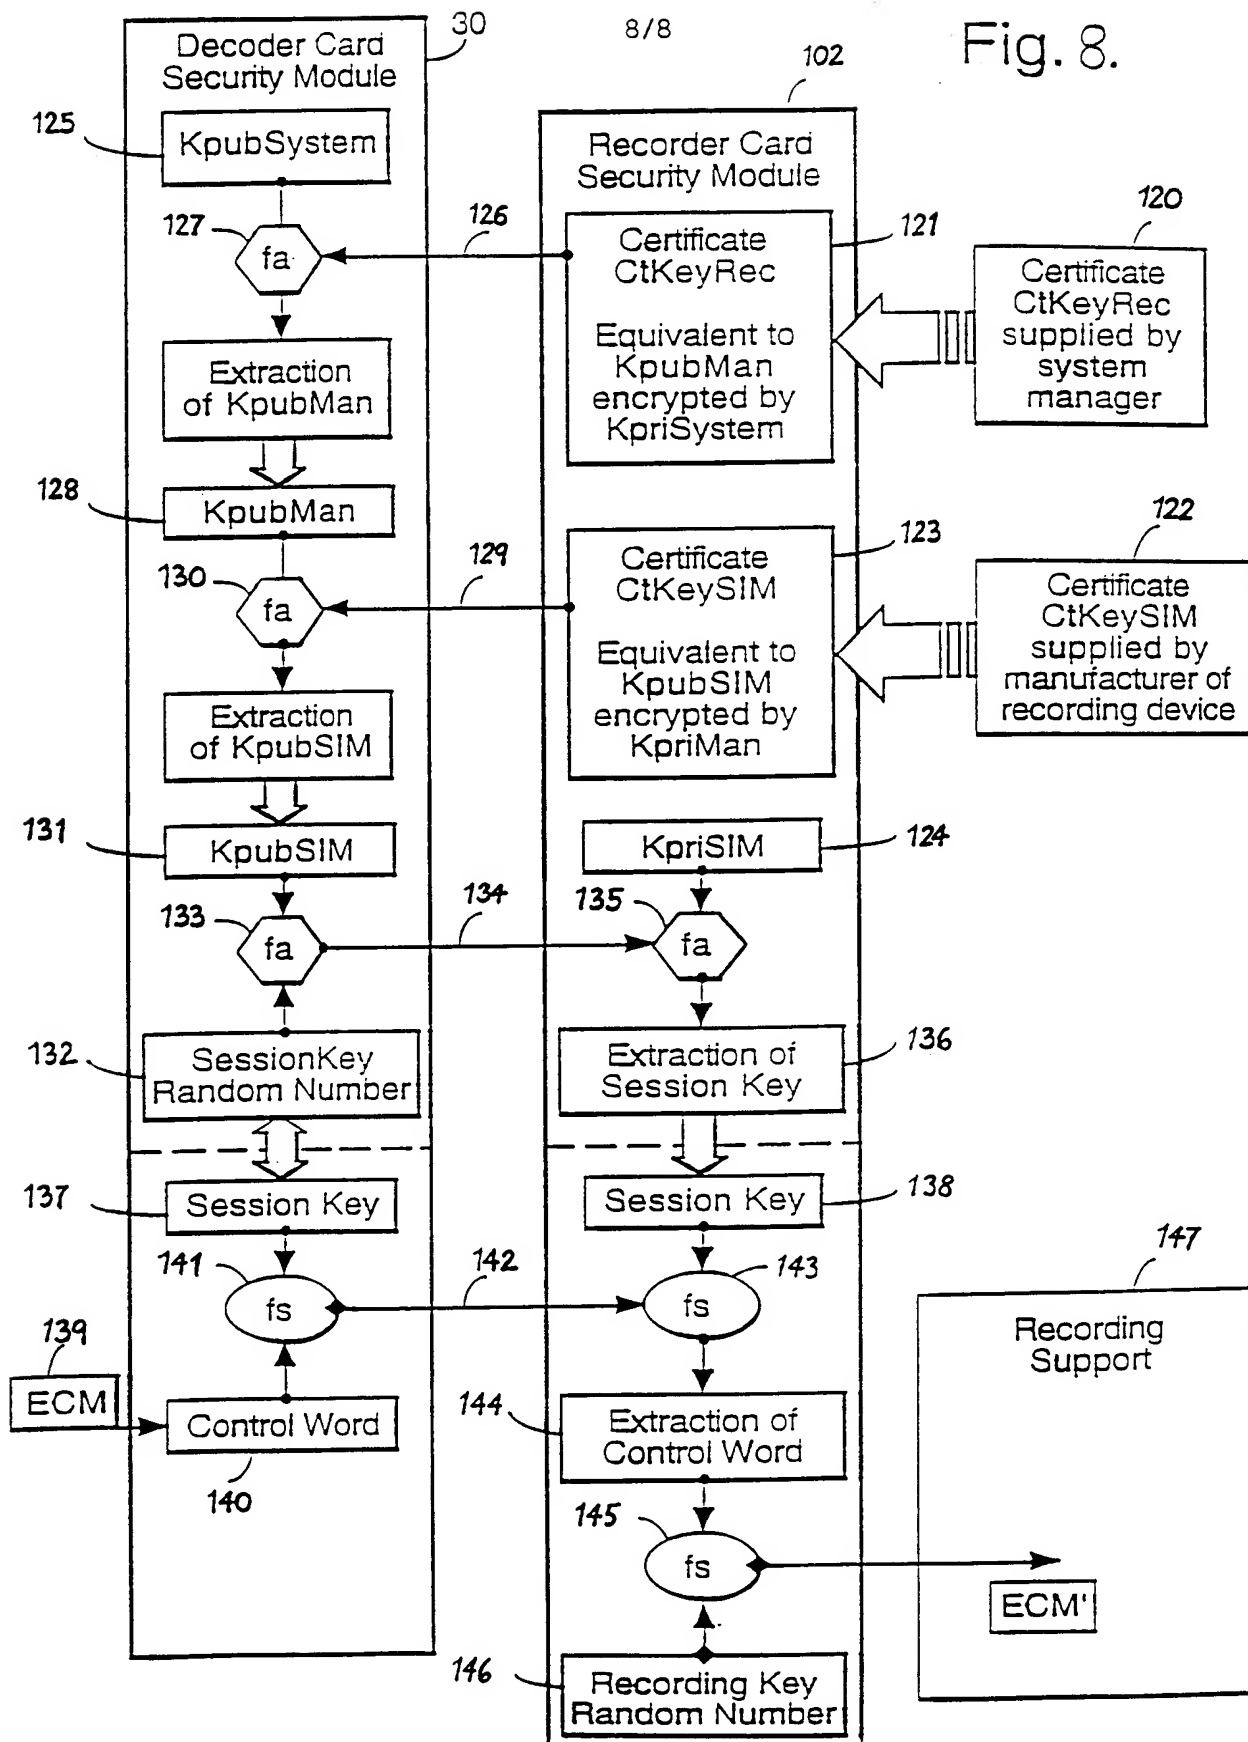 8/8
Fig. 8.
30
Decoder Card
Security Module
125
KpubSystem
127
fa
126
Extraction
of KpubMan
128
KpubMan
130
fa
129
Extraction
of KpubSIM
131
KpubSIM
133
fa
134
132
SessionKey
Random Number
137
Session Key
141
fs
142
139
ECM
Control Word
140
102
Recorder Card
Security Module
121
Certificate
CtKeyRec
Equivalent to
KpubMan
encrypted by
KpriSystem
120
Certificate
CtKeyRec
supplied by
system
manager
123
Certificate
CtKeySIM
Equivalent to
KpubSIM
encrypted by
KpriMan
122
Certificate
CtKeySIM
supplied by
manufacturer of
recording device
KpriSIM
124
135
fa
Extraction of
Session Key
136
Session Key
138
143
fs
144
Extraction of
Control Word
145
fs
146
Recording Key
Random Number
147
Recording
Support
ECM'